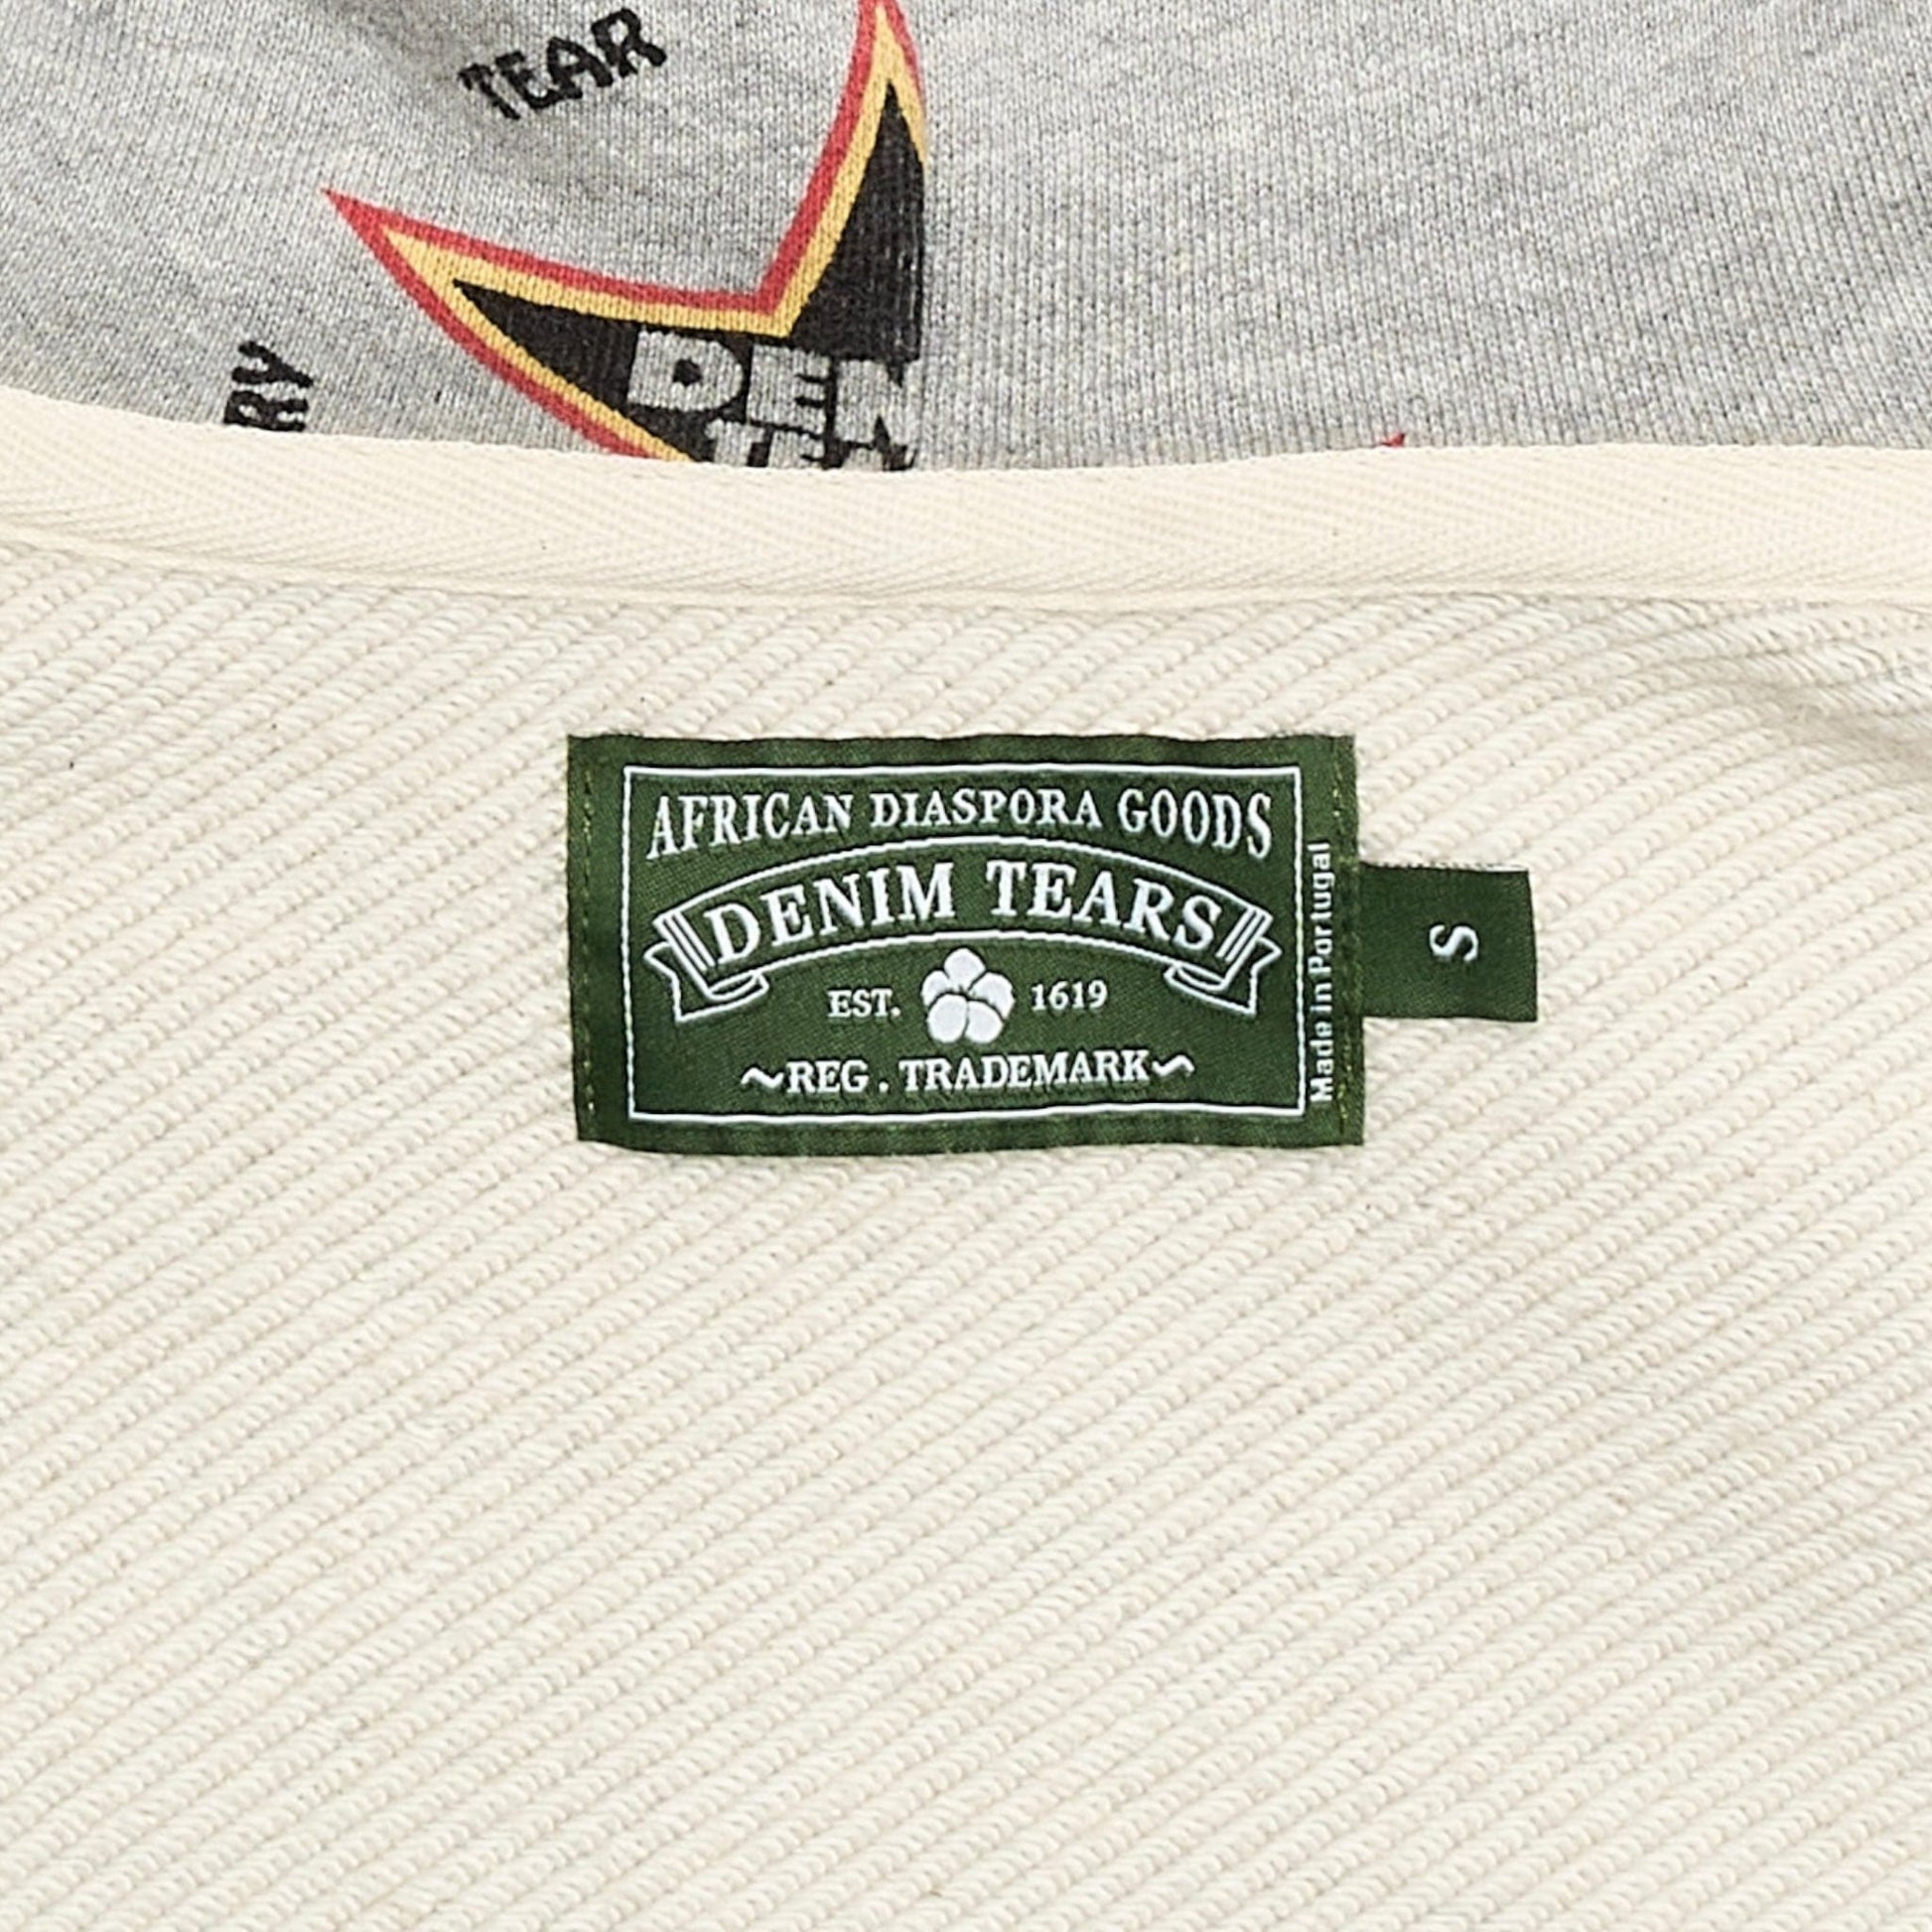 TEAR
RY
DEN
AFRICAN DIASPORA GOODS
DENIM TEARS
EST. 1619
~REG. TRADEMARK~
Made in Portugal
S